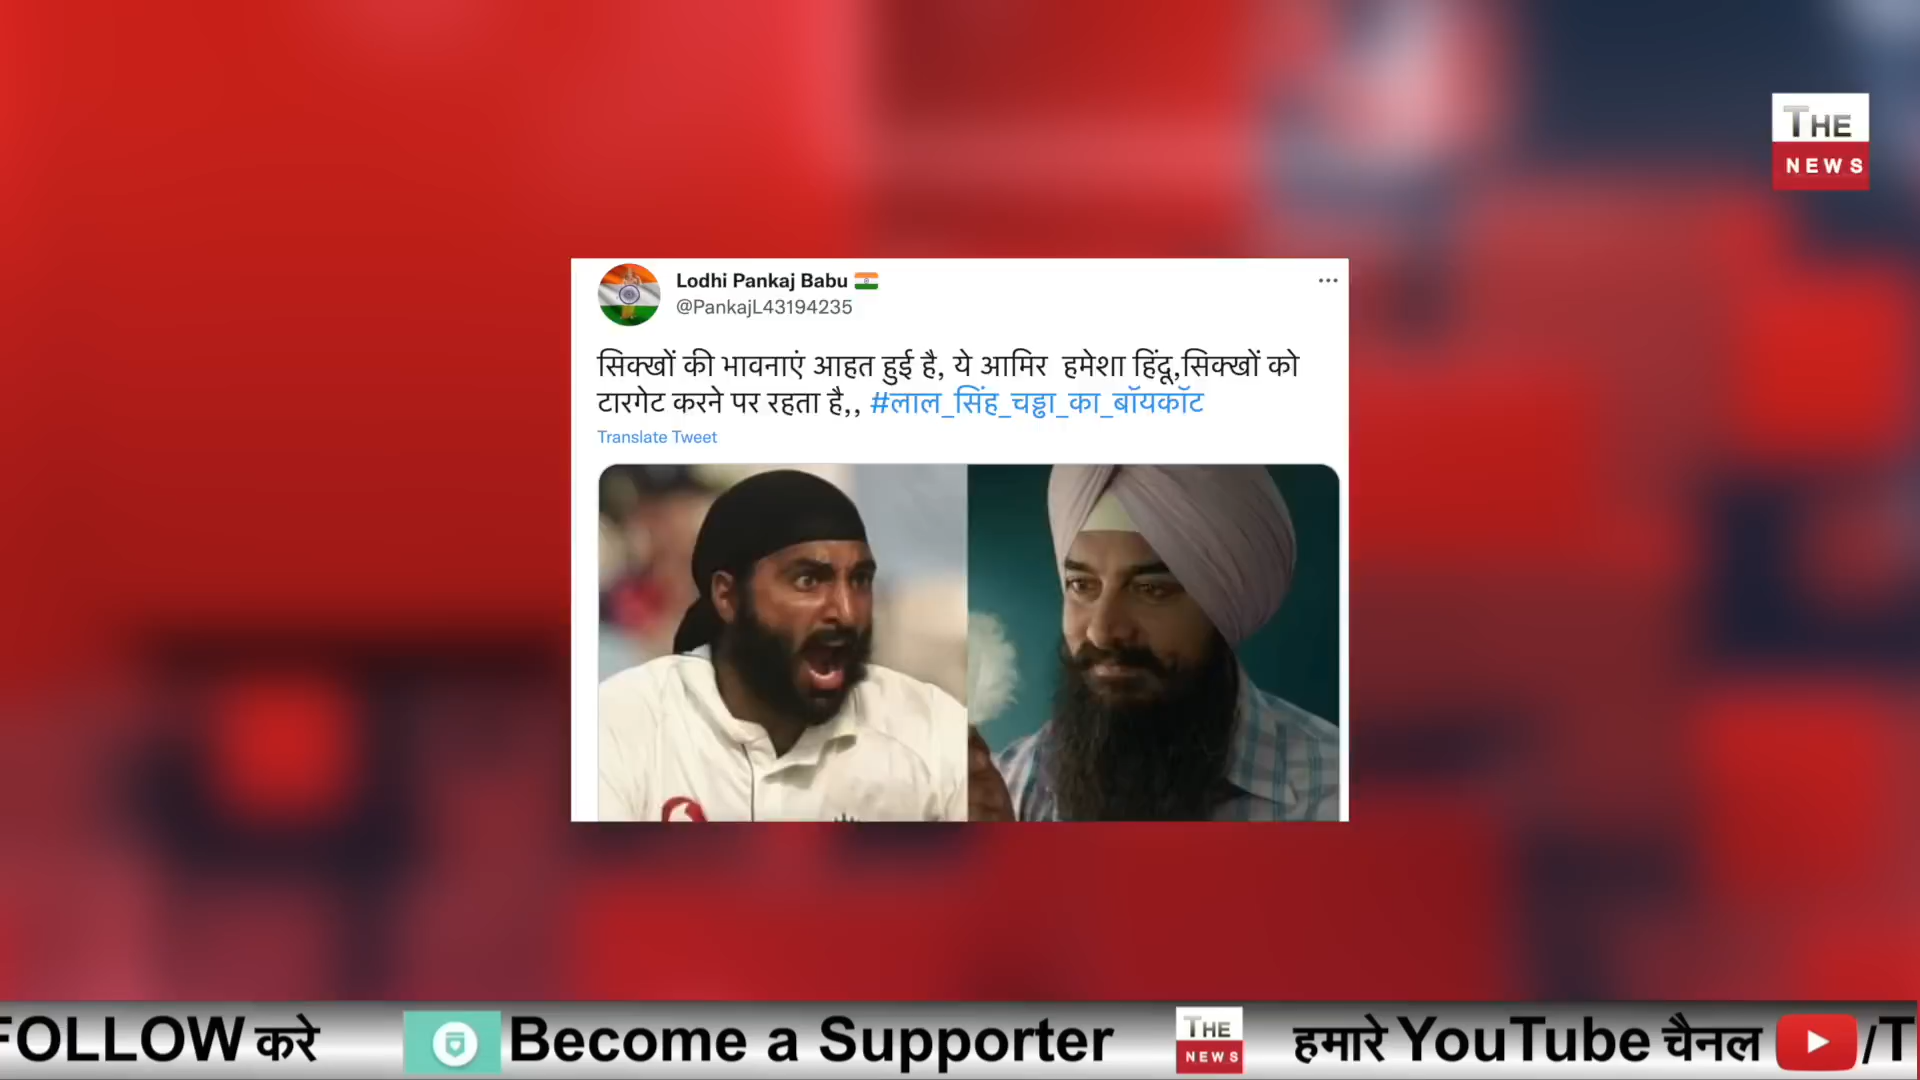 THE
NEWS
Lodhi Pankaj Babu
@PankajL43194235
सिक्खों की भावनाएं आहत हुई है, ये आमिर हमेशा हिंदू,सिक्खों को
टारगेट करने पर रहता है,, #लाल_सिंह_चड्ढा_का_बॉयकॉट
Translate Tweet
FOLLOW करे Become a Supporter THE NEWS हमारे YouTube चैनल /T